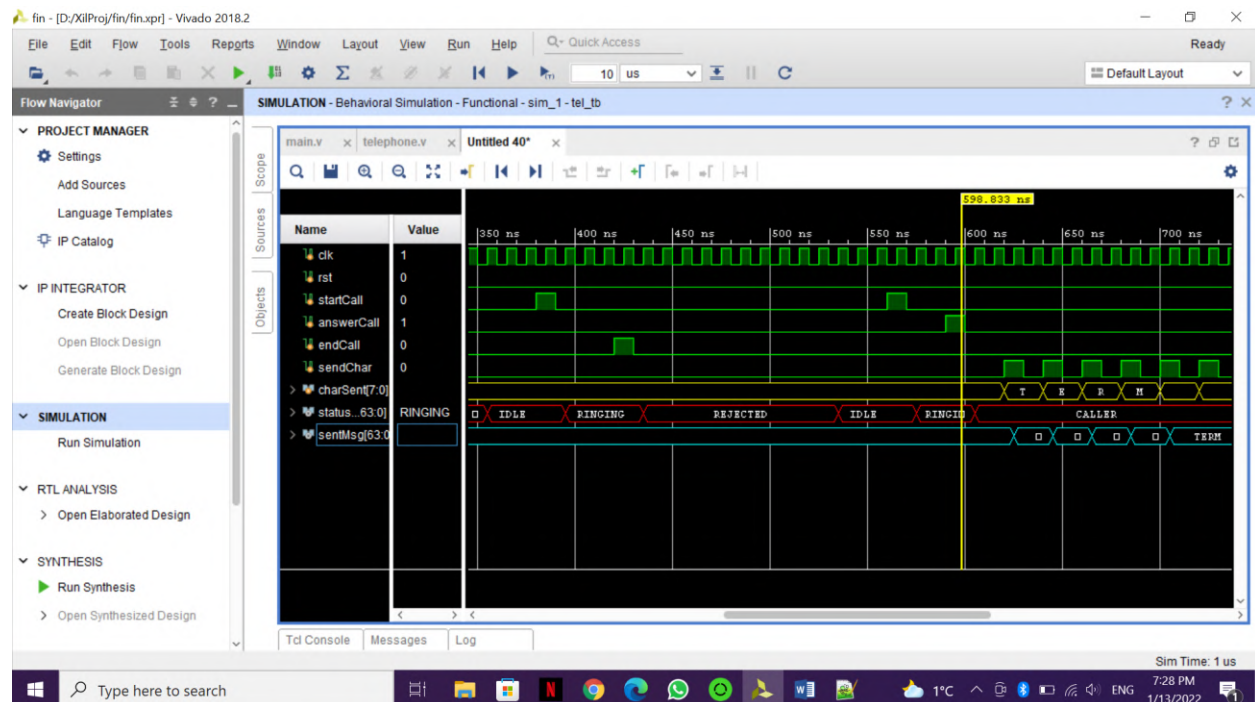 fin - [D:/XilProj/fin/fin.xpr] - Vivado 2018.2
File Edit Flow Tools Reports Window Layout View Run Help Quick Access Ready
10 us Default Layout
Flow Navigator SIMULATION - Behavioral Simulation - Functional - sim_1 - tel_tb
PROJECT MANAGER
Settings
Add Sources
Language Templates
IP Catalog
IP INTEGRATOR
Create Block Design
Open Block Design
Generate Block Design
SIMULATION
Run Simulation
RTL ANALYSIS
Open Elaborated Design
SYNTHESIS
Run Synthesis
Open Synthesized Design
Scope
Sources
Objects
main.v telephone.v Untitled 40*
598.833 ns
Name Value 350 ns 400 ns 450 ns 500 ns 550 ns 600 ns 650 ns 700 ns
clk 1
rst 0
startCall 0
answerCall 1
endCall 0
sendChar 0
charSent[7:0] T E R M
status...63:0] RINGING IDLE RINGING REJECTED IDLE RINGIN CALLER
sentMsg[63:0 TERM
Tcl Console Messages Log
Sim Time: 1 us
Type here to search 1°C ENG 7:28 PM
1/13/2022